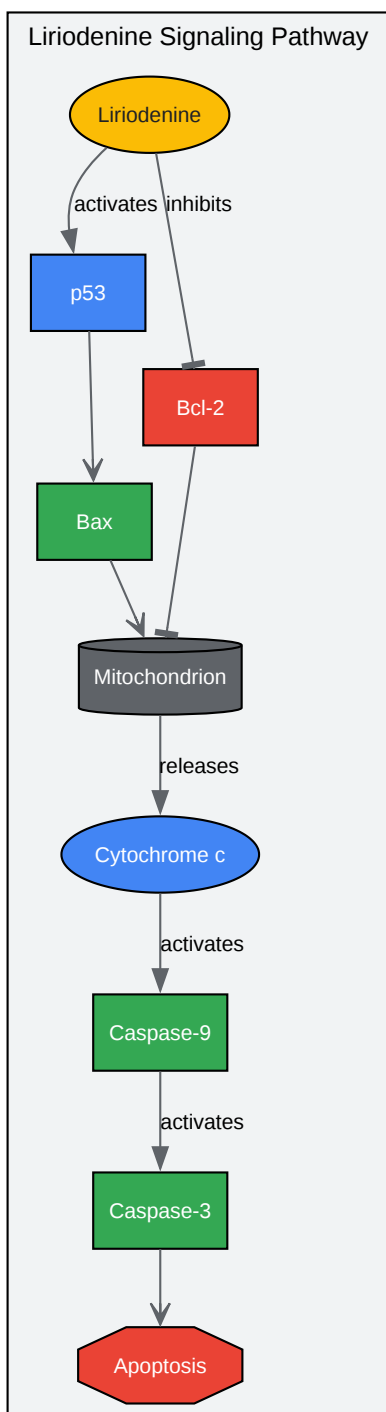 Liriodenine Signaling Pathway
Liriodenine
activates
inhibits
p53
Bcl-2
Bax
Mitochondrion
releases
Cytochrome c
activates
Caspase-9
activates
Caspase-3
Apoptosis